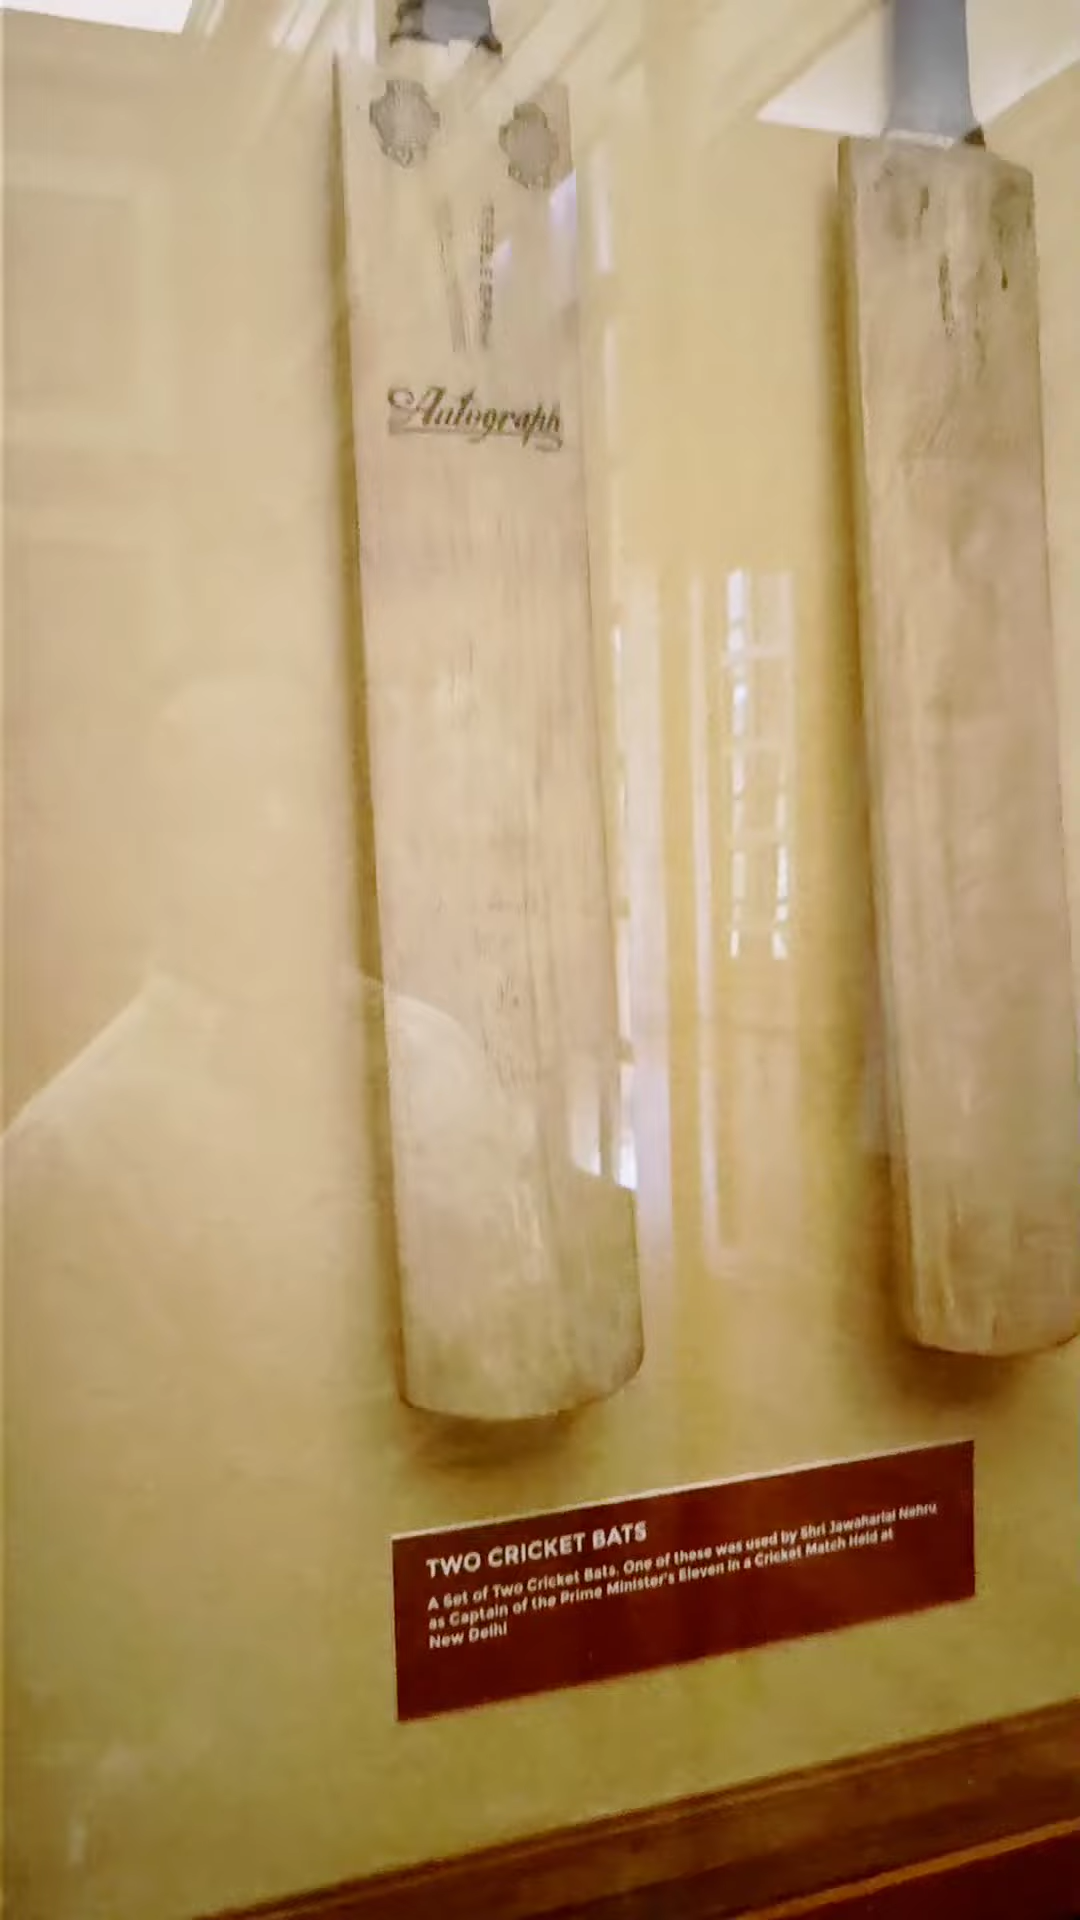 Autograph
TWO CRICKET BATS
A Set of Two Cricket Bats. One of these was used by Shri Jawaharlal Nehru
as Captain of the Prime Minister's Eleven in a Cricket Match Held at
New Delhi